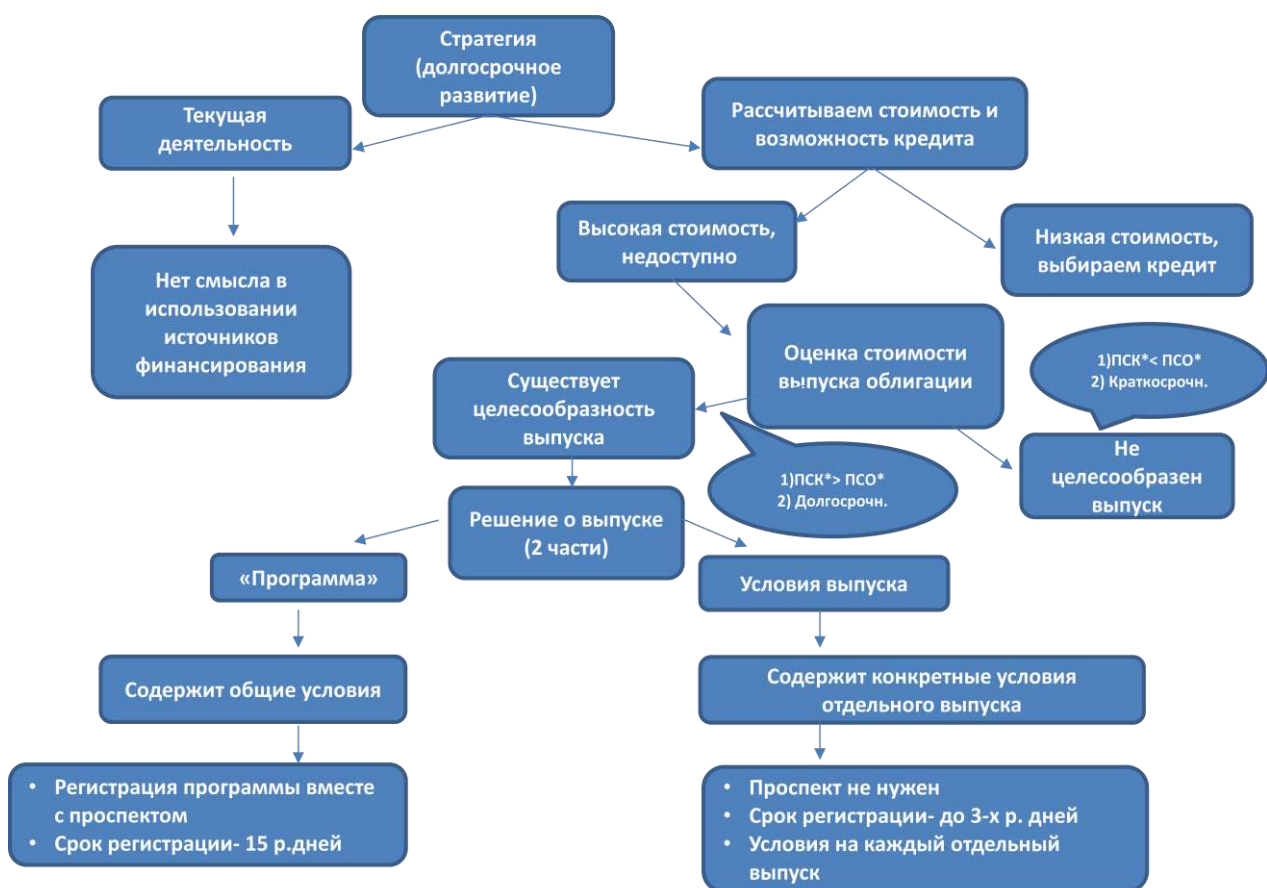 Стратегия
(долгосрочное
развитие)
Текущая
деятельность
Рассчитываем стоимость и
возможность кредита
Высокая стоимость,
недоступно
Низкая стоимость,
выбираем кредит
Нет смысла в
использовании
источников
финансирования
Оценка стоимости
выпуска облигации
1)ПСК*< ПСО*
2) Краткосрочн.
Существует
целесообразность
выпуска
Не
целесообразен
выпуск
1)ПСК*> ПСО*
2) Долгосрочн.
Решение о выпуске
(2 части)
«Программа»
Условия выпуска
Содержит общие условия
Содержит конкретные условия
отдельного выпуска
• Регистрация программы вместе
с проспектом
• Срок регистрации- 15 р.дней
• Проспект не нужен
• Срок регистрации- до 3-х р. дней
• Условия на каждый отдельный
выпуск